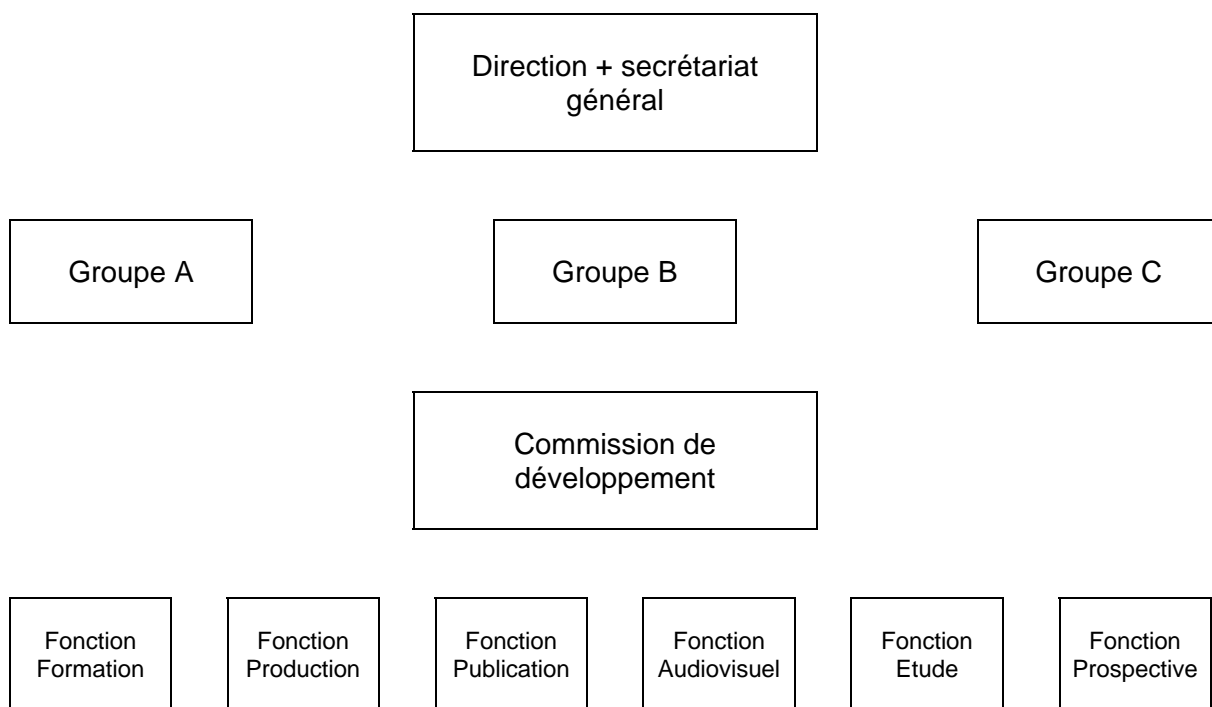 Direction + secrétariat
général
Groupe A
Groupe B
Groupe C
Commission de
développement
Fonction
Formation
Fonction
Production
Fonction
Publication
Fonction
Audiovisuel
Fonction
Etude
Fonction
Prospective